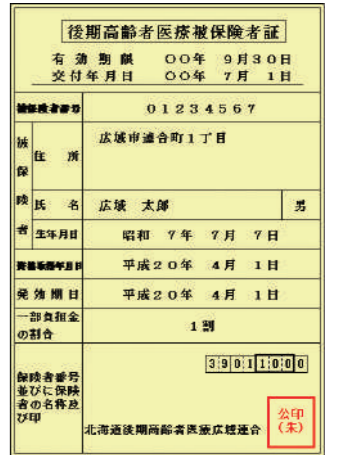 後期高齢者医療被保険者証
有効期限 ○○年 9月30日
交付年月日 ○○年 7月 1日
被保険者番号 01234567
被保険者
住所 広域市連合町1丁目
氏名 広域 太郎 男
生年月日 昭和 7年 7月 7日
資格取得年月日 平成20年 4月 1日
発効期日 平成20年 4月 1日
一部負担金
の割合 1割
保険者番号
並びに保険
者の名称及
び印
39011000
北海道後期高齢者医療広域連合
公印
(朱)